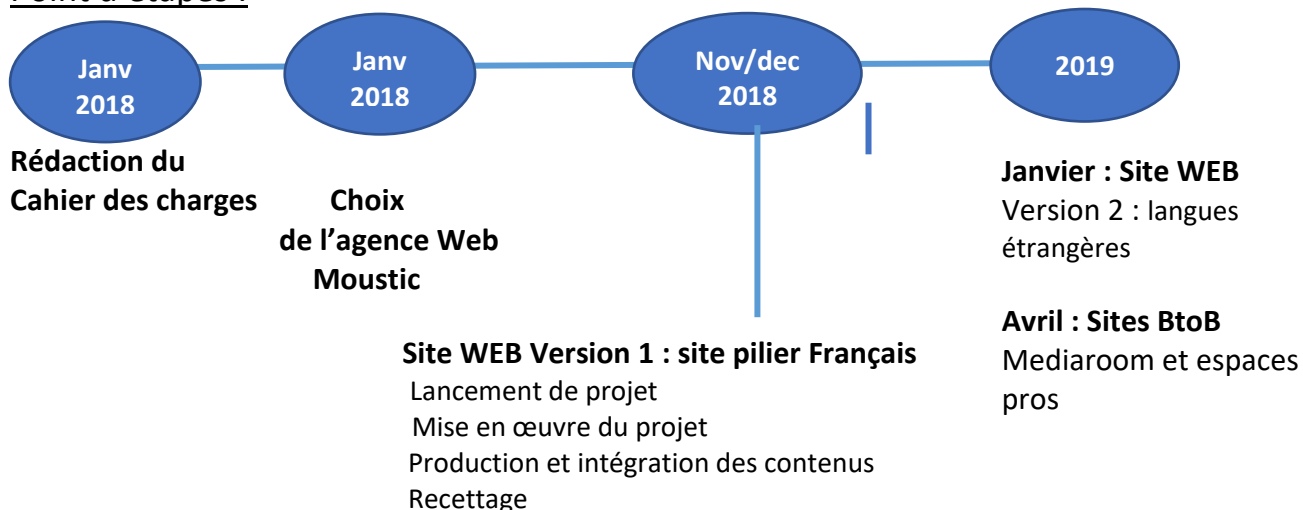 Point d'étapes :
Janv
2018
Janv
2018
Nov/dec
2018
2019
Rédaction du
Cahier des charges
Choix
de l’agence Web
Moustic
Site WEB Version 1 : site pilier Français
Lancement de projet
Mise en œuvre du projet
Production et intégration des contenus
Recettage
Janvier : Site WEB
Version 2 : langues
étrangères
Avril : Sites BtoB
Mediaroom et espaces
pros